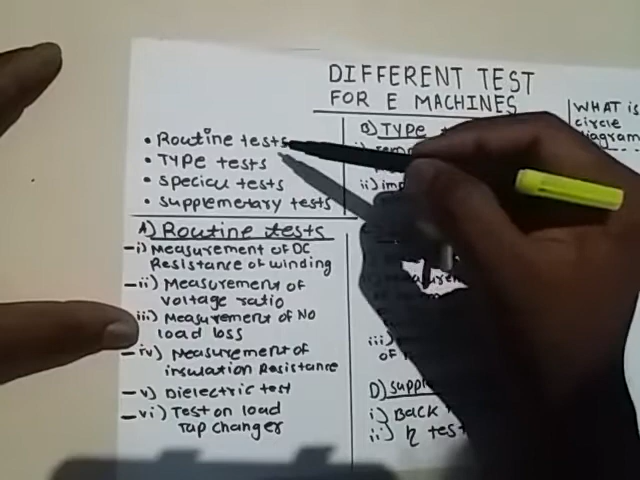 DIFFERENT TEST
FOR E MACHINES
WHAT is
circle
diagram
• Routine tests
• TYPE tests
• special tests
• supplemetary tests
A) Routine tests
– i) Measurement of DC
Resistance of winding
– ii) Measurement of
voltage ratio
iii) Measurement of No
load loss
– iv) Measurement of
insulation Resistance
– v) Dielectric test
– vi) Test on load
Tap changer
B) TYPE
i)
ii)
iii)
of
D)
i) BACK
ii) η test